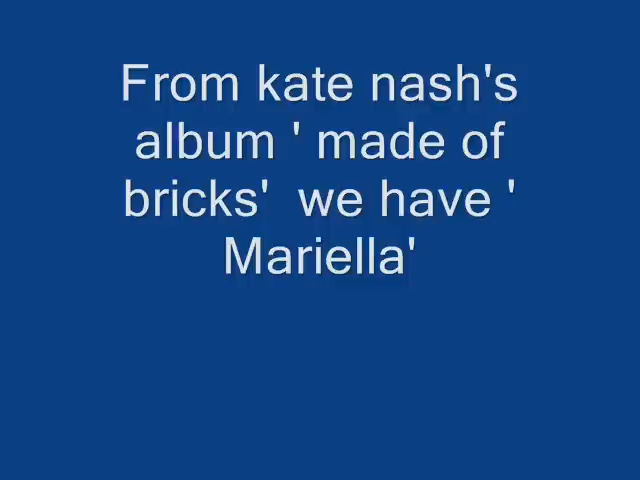 From kate nash's
album ' made of
bricks'  we have '
Mariella'